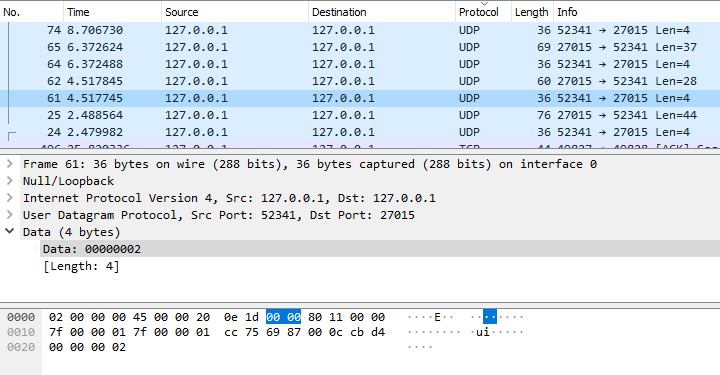 No. Time Source Destination Protocol Length Info
74 8.706730 127.0.0.1 127.0.0.1 UDP 36 52341 → 27015 Len=4
65 6.372624 127.0.0.1 127.0.0.1 UDP 69 52341 → 27015 Len=37
64 6.372488 127.0.0.1 127.0.0.1 UDP 36 52341 → 27015 Len=4
62 4.517845 127.0.0.1 127.0.0.1 UDP 60 52341 → 27015 Len=28
61 4.517745 127.0.0.1 127.0.0.1 UDP 36 52341 → 27015 Len=4
25 2.488564 127.0.0.1 127.0.0.1 UDP 76 52341 → 27015 Len=44
24 2.479982 127.0.0.1 127.0.0.1 UDP 36 52341 → 27015 Len=4
Frame 61: 36 bytes on wire (288 bits), 36 bytes captured (288 bits) on interface 0
Null/Loopback
Internet Protocol Version 4, Src: 127.0.0.1, Dst: 127.0.0.1
User Datagram Protocol, Src Port: 52341, Dst Port: 27015
Data (4 bytes)
Data: 00000002
[Length: 4]
0000 02 00 00 00 45 00 00 20 0e 1d 00 00 80 11 00 00 ····E·· ········
0010 7f 00 00 01 7f 00 00 01 cc 75 69 87 00 0c cb d4 ········ ·ui·····
0020 00 00 00 02 ····